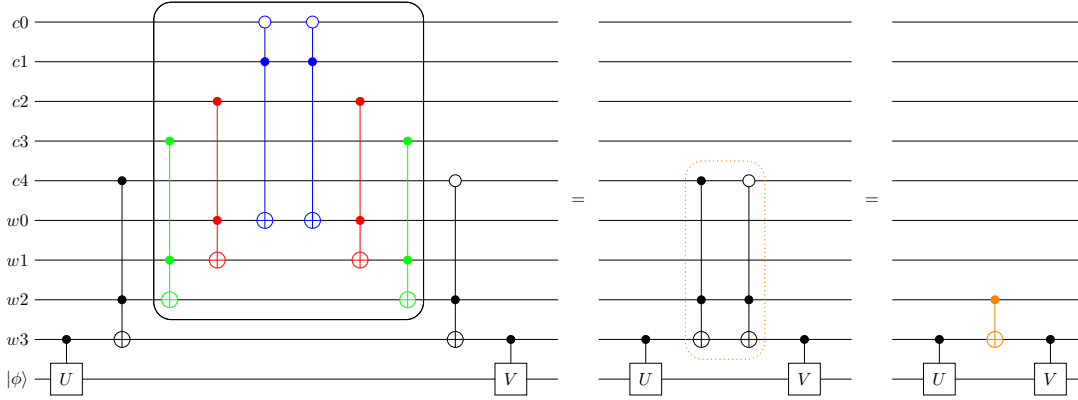 c0
c1
c2
c3
c4
w0
w1
w2
w3
|φ⟩ U V
=
U V
=
U V